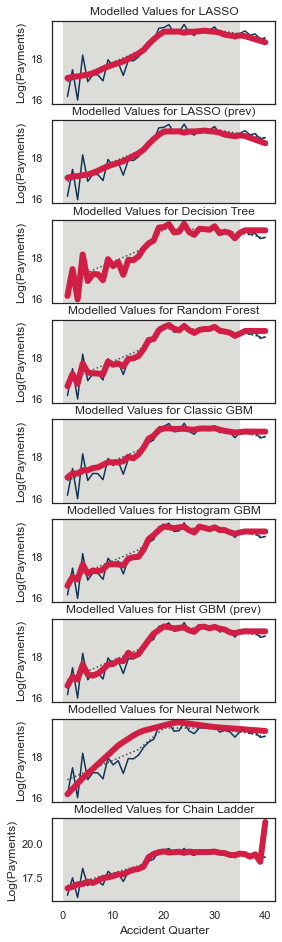 Modelled Values for LASSO
Log(Payments)
18
16
Modelled Values for LASSO (prev)
Log(Payments)
18
16
Modelled Values for Decision Tree
Log(Payments)
18
16
Modelled Values for Random Forest
Log(Payments)
18
16
Modelled Values for Classic GBM
Log(Payments)
18
16
Modelled Values for Histogram GBM
Log(Payments)
18
16
Modelled Values for Hist GBM (prev)
Log(Payments)
18
16
Modelled Values for Neural Network
Log(Payments)
18
16
Modelled Values for Chain Ladder
Log(Payments)
20.0
17.5
0 10 20 30 40
Accident Quarter